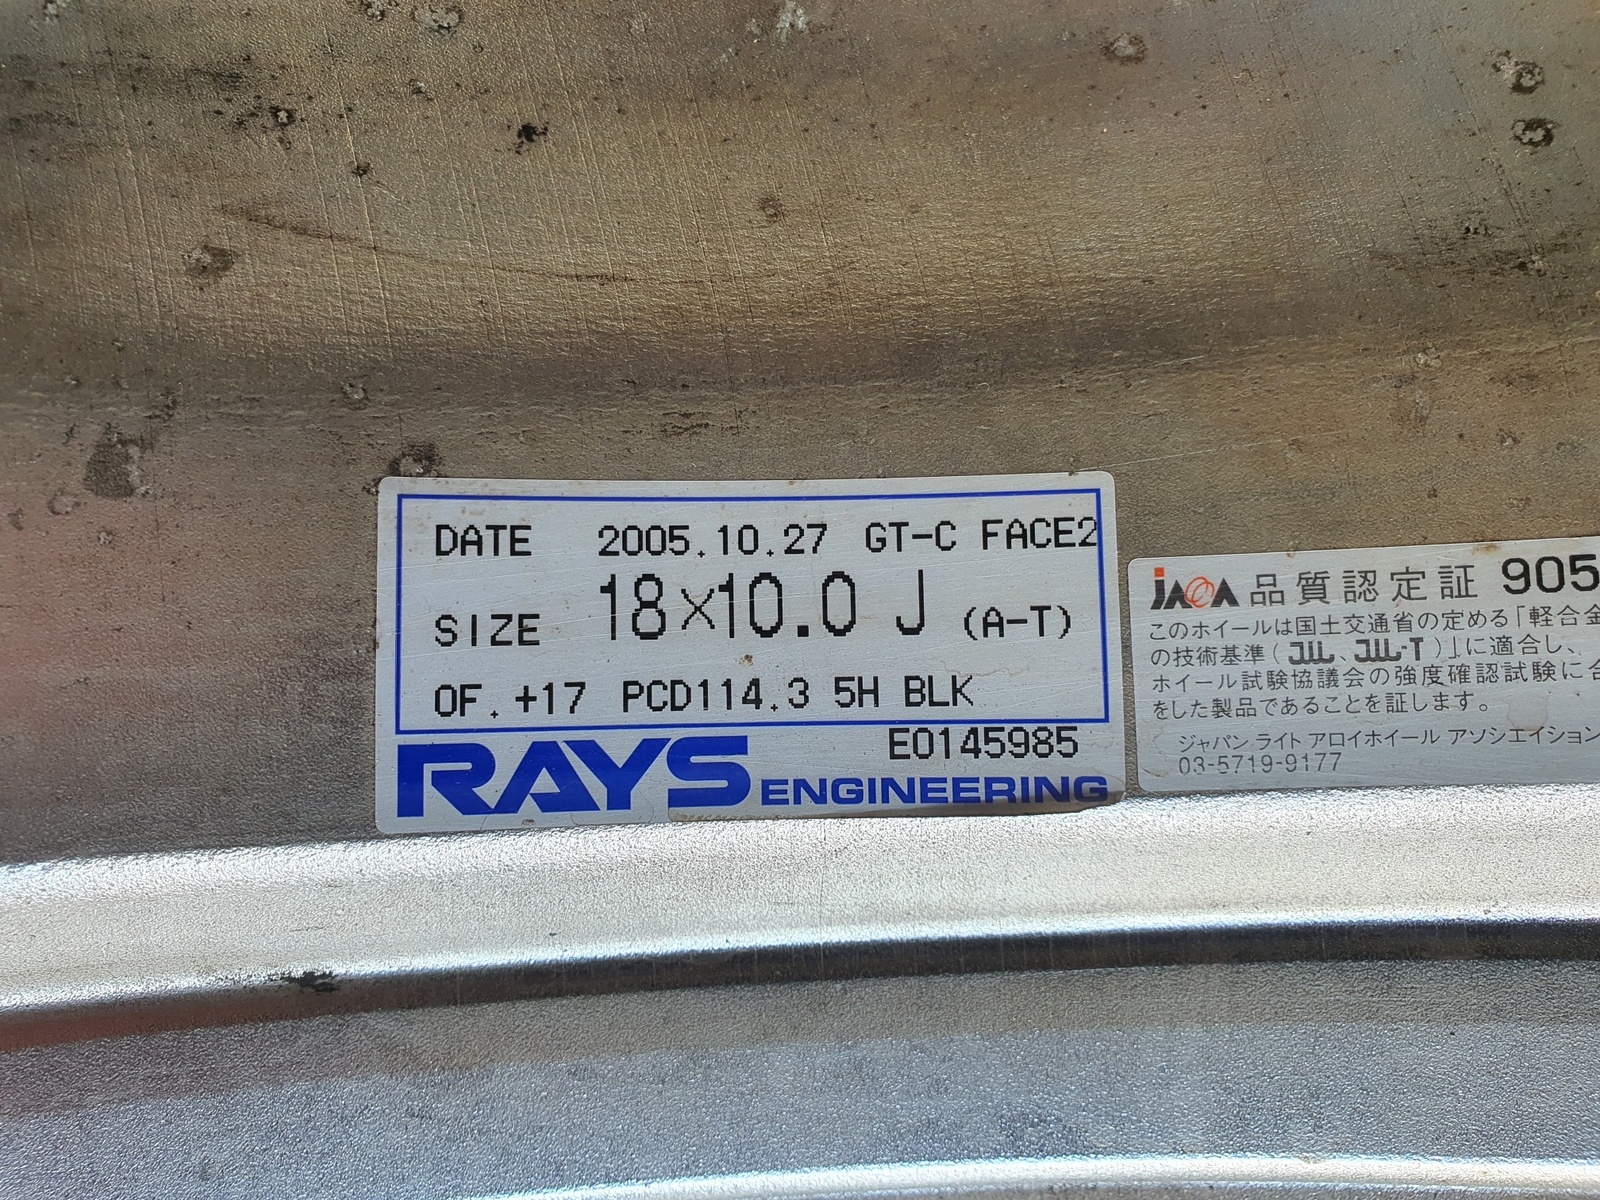 DATE 2005.10.27 GT-C FACE2
SIZE 18×10.0 J (A-T)
OF.+17 PCD114.3 5H BLK
E0145985
RAYS ENGINEERING
JAWA 品質認定証 905
このホイールは国土交通省の定める「軽合金
の技術基準(JWL、JWL-T)」に適合し、
ホイール試験協議会の強度確認試験に合
をした製品であることを証します。
ジャパン ライト アロイホイール アソシエイション
03-5719-9177